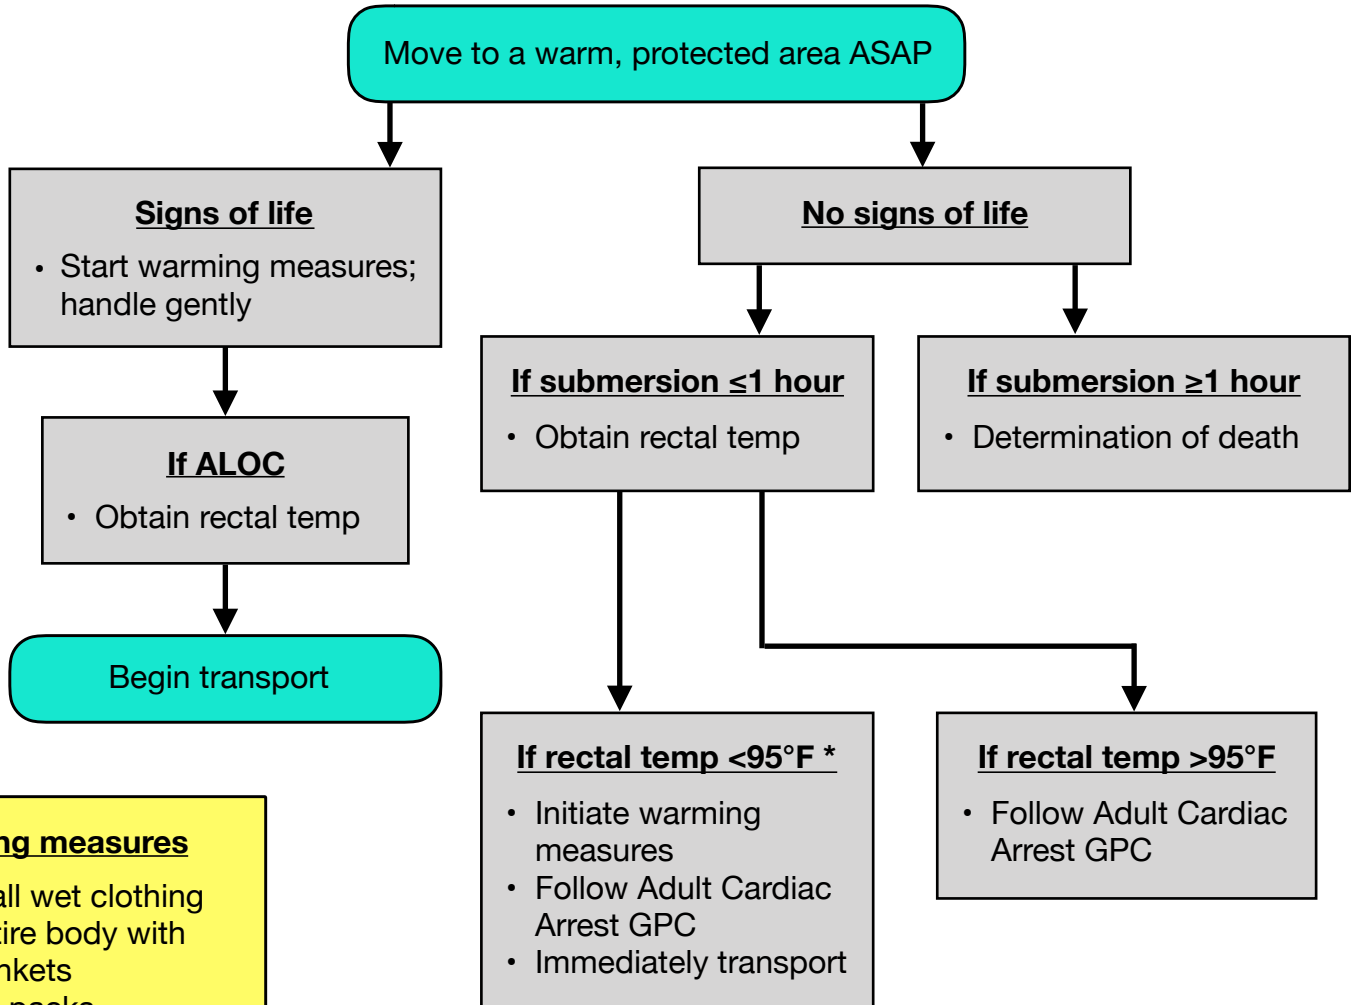 Move to a warm, protected area ASAP
Signs of life
• Start warming measures;
handle gently
No signs of life
If submersion ≤1 hour
• Obtain rectal temp
If submersion ≥1 hour
• Determination of death
If ALOC
• Obtain rectal temp
Begin transport
If rectal temp <95°F *
• Initiate warming
measures
• Follow Adult Cardiac
Arrest GPC
• Immediately transport
If rectal temp >95°F
• Follow Adult Cardiac
Arrest GPC
ng measures
all wet clothing
tire body with
nkets
packs